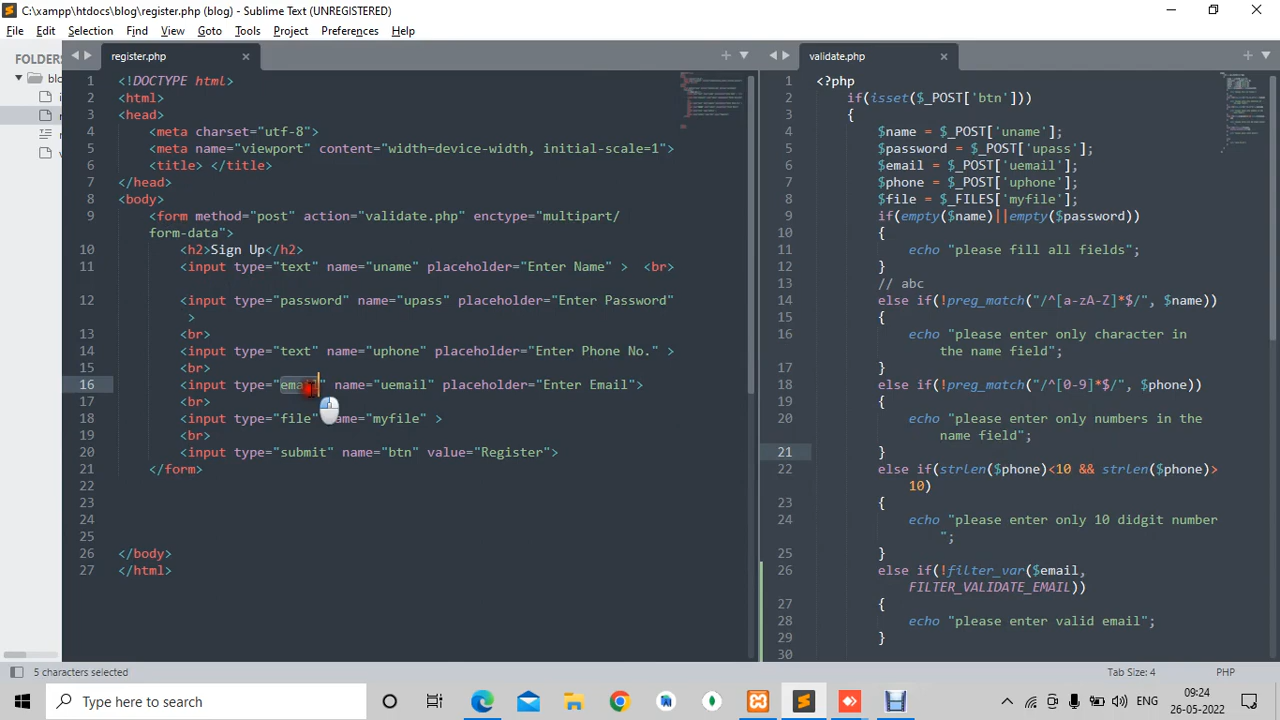 C:\xampp\htdocs\blog\register.php (blog) - Sublime Text (UNREGISTERED)
File Edit Selection Find View Goto Tools Project Preferences Help
FOLDERS
register.php
validate.php
1 <!DOCTYPE html>
2 <html>
3 <head>
4 <meta charset="utf-8">
5 <meta name="viewport" content="width=device-width, initial-scale=1">
6 <title> </title>
7 </head>
8 <body>
9 <form method="post" action="validate.php" enctype="multipart/
form-data">
10 <h2>Sign Up</h2>
11 <input type="text" name="uname" placeholder="Enter Name" > <br>
12 <input type="password" name="upass" placeholder="Enter Password"
>
13 <br>
14 <input type="text" name="uphone" placeholder="Enter Phone No." >
15 <br>
16 <input type="email" name="uemail" placeholder="Enter Email">
17 <br>
18 <input type="file" name="myfile" >
19 <br>
20 <input type="submit" name="btn" value="Register">
21 </form>
22
23
24
25
26 </body>
27 </html>
1 <?php
2 if(isset($_POST['btn']))
3 {
4 $name = $_POST['uname'];
5 $password = $_POST['upass'];
6 $email = $_POST['uemail'];
7 $phone = $_POST['uphone'];
8 $file = $_FILES['myfile'];
9 if(empty($name)||empty($password))
10 {
11 echo "please fill all fields";
12 }
13 // abc
14 else if(!preg_match("/^[a-zA-Z]*$/", $name))
15 {
16 echo "please enter only character in
the name field";
17 }
18 else if(!preg_match("/^[0-9]*$/", $phone))
19 {
20 echo "please enter only numbers in the
name field";
21 }
22 else if(strlen($phone)<10 && strlen($phone)>
10)
23 {
24 echo "please enter only 10 didgit number
";
25 }
26 else if(!filter_var($email,
FILTER_VALIDATE_EMAIL))
27 {
28 echo "please enter valid email";
29 }
30
5 characters selected
Tab Size: 4
PHP
Type here to search
09:24
26-05-2022